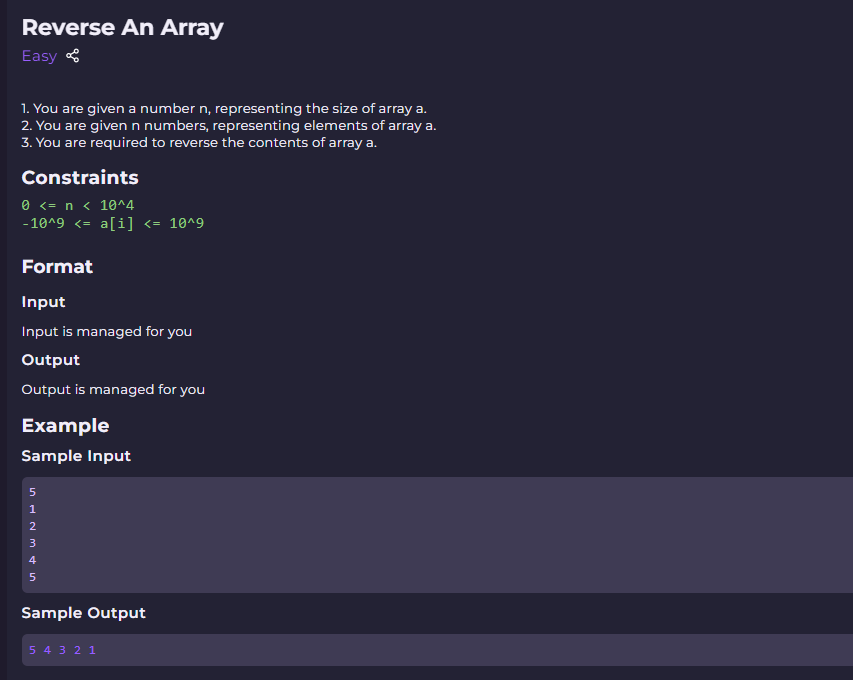 Reverse An Array
Easy
1. You are given a number n, representing the size of array a.
2. You are given n numbers, representing elements of array a.
3. You are required to reverse the contents of array a.
Constraints
0 <= n < 10^4
-10^9 <= a[i] <= 10^9
Format
Input
Input is managed for you
Output
Output is managed for you
Example
Sample Input
5
1
2
3
4
5
Sample Output
5 4 3 2 1